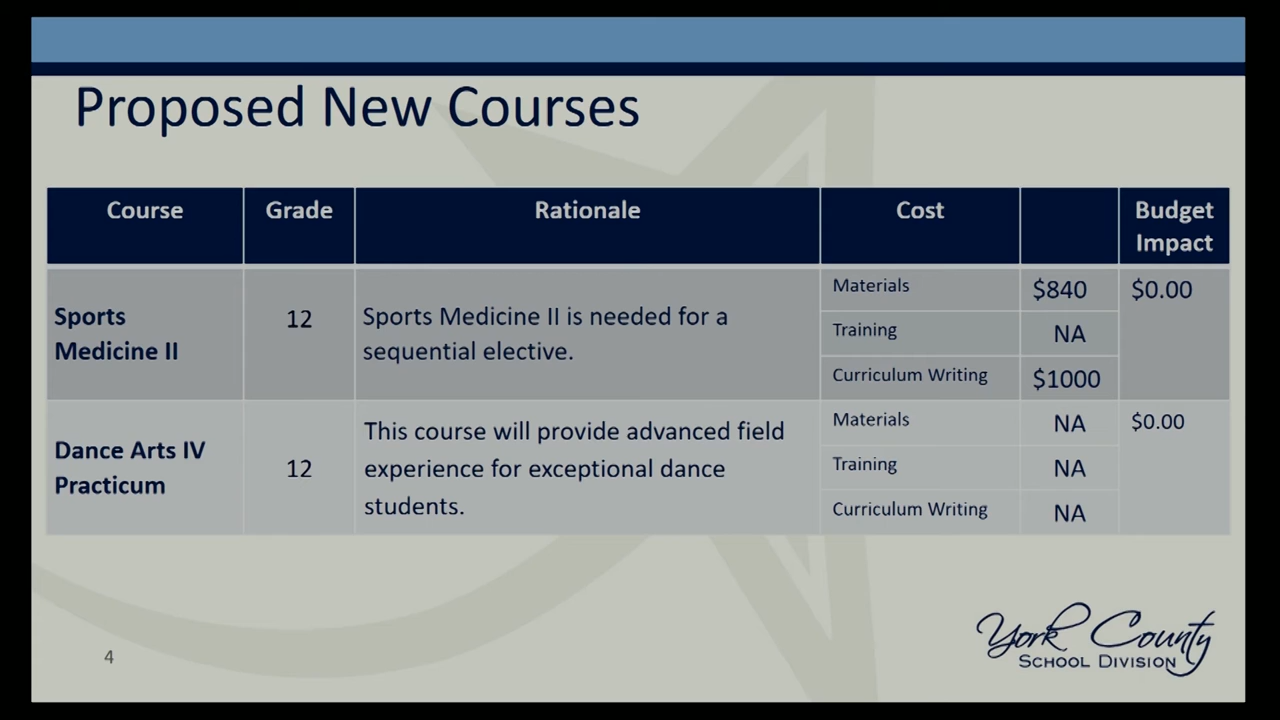 Proposed New Courses
Course Grade Rationale Cost Budget
Impact
Sports
Medicine II
12
Sports Medicine II is needed for a
sequential elective.
Materials $840 $0.00
Training NA
Curriculum Writing $1000
Dance Arts IV
Practicum
12
This course will provide advanced field
experience for exceptional dance
students.
Materials NA $0.00
Training NA
Curriculum Writing NA
4
York County
SCHOOL DIVISION